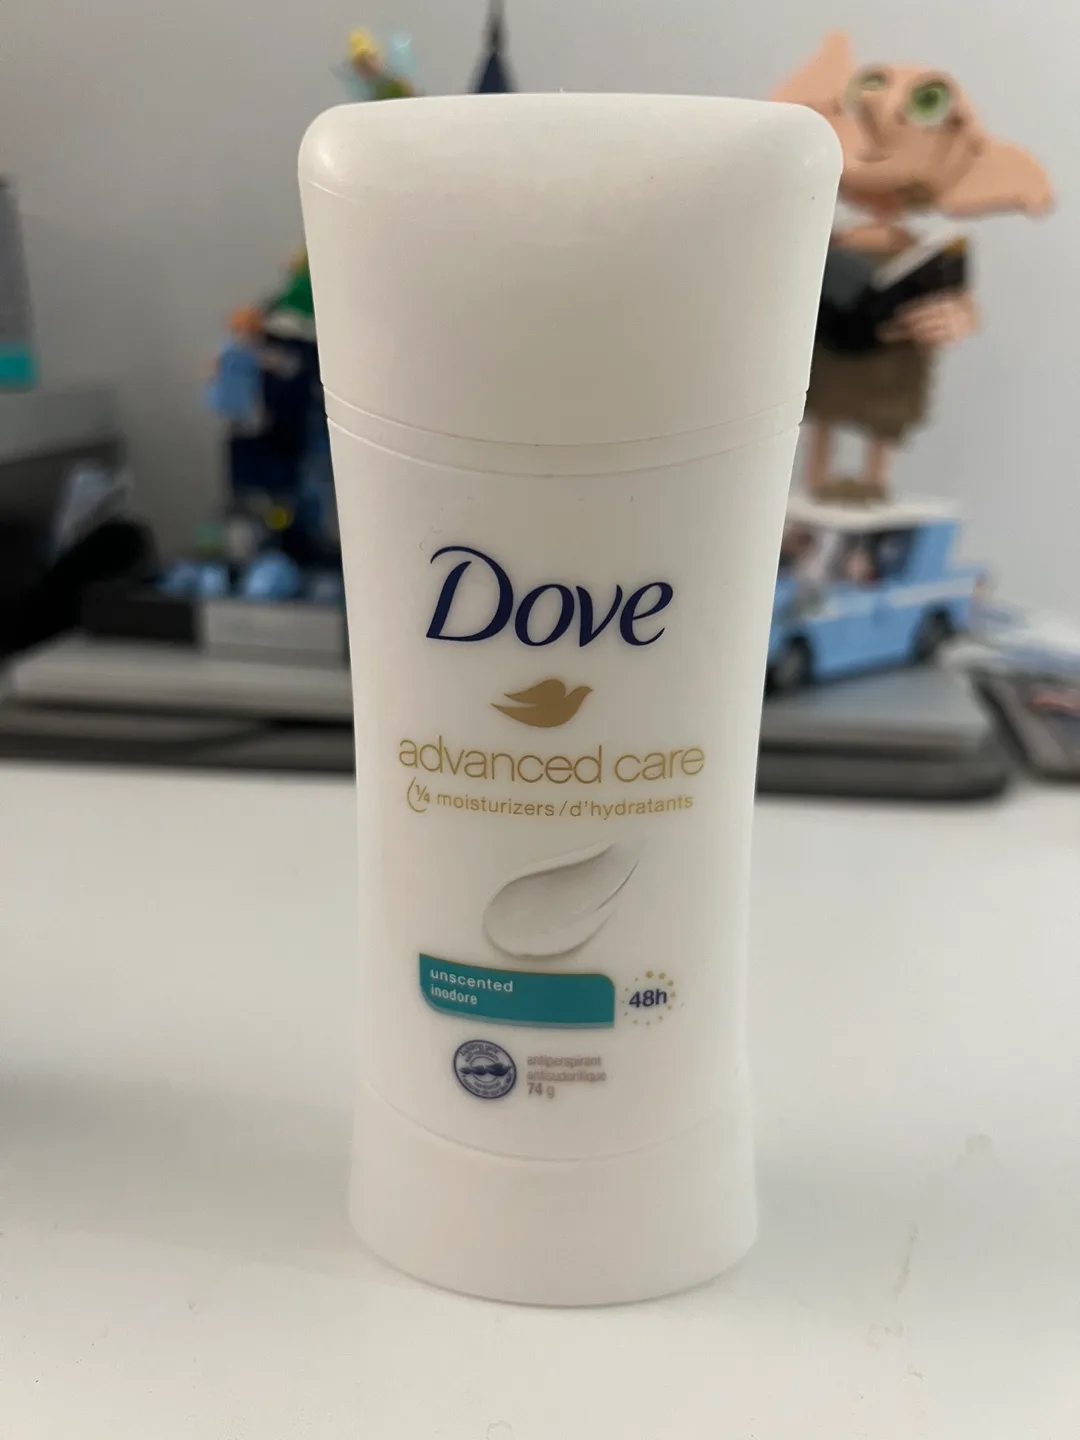 Dove
advanced care
1/4 moisturizers/d'hydratants
unscented
inodore
48h
antiperspirant
antisudorifique
74 g